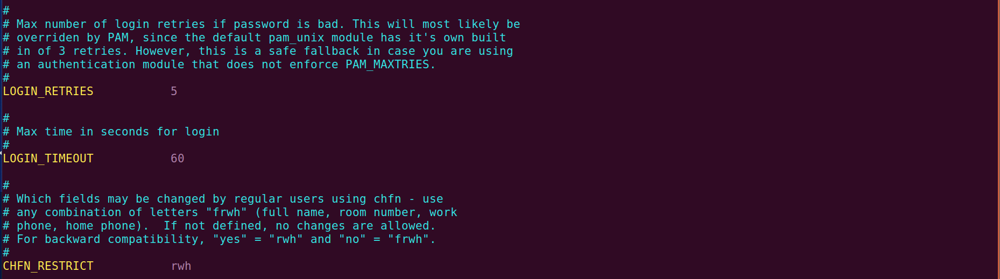 #
# Max number of login retries if password is bad. This will most likely be
# overriden by PAM, since the default pam_unix module has it's own built
# in of 3 retries. However, this is a safe fallback in case you are using
# an authentication module that does not enforce PAM_MAXTRIES.
#
LOGIN_RETRIES           5
#
# Max time in seconds for login
#
LOGIN_TIMEOUT           60
#
# Which fields may be changed by regular users using chfn - use
# any combination of letters "frwh" (full name, room number, work
# phone, home phone).  If not defined, no changes are allowed.
# For backward compatibility, "yes" = "rwh" and "no" = "frwh".
#
CHFN_RESTRICT           rwh